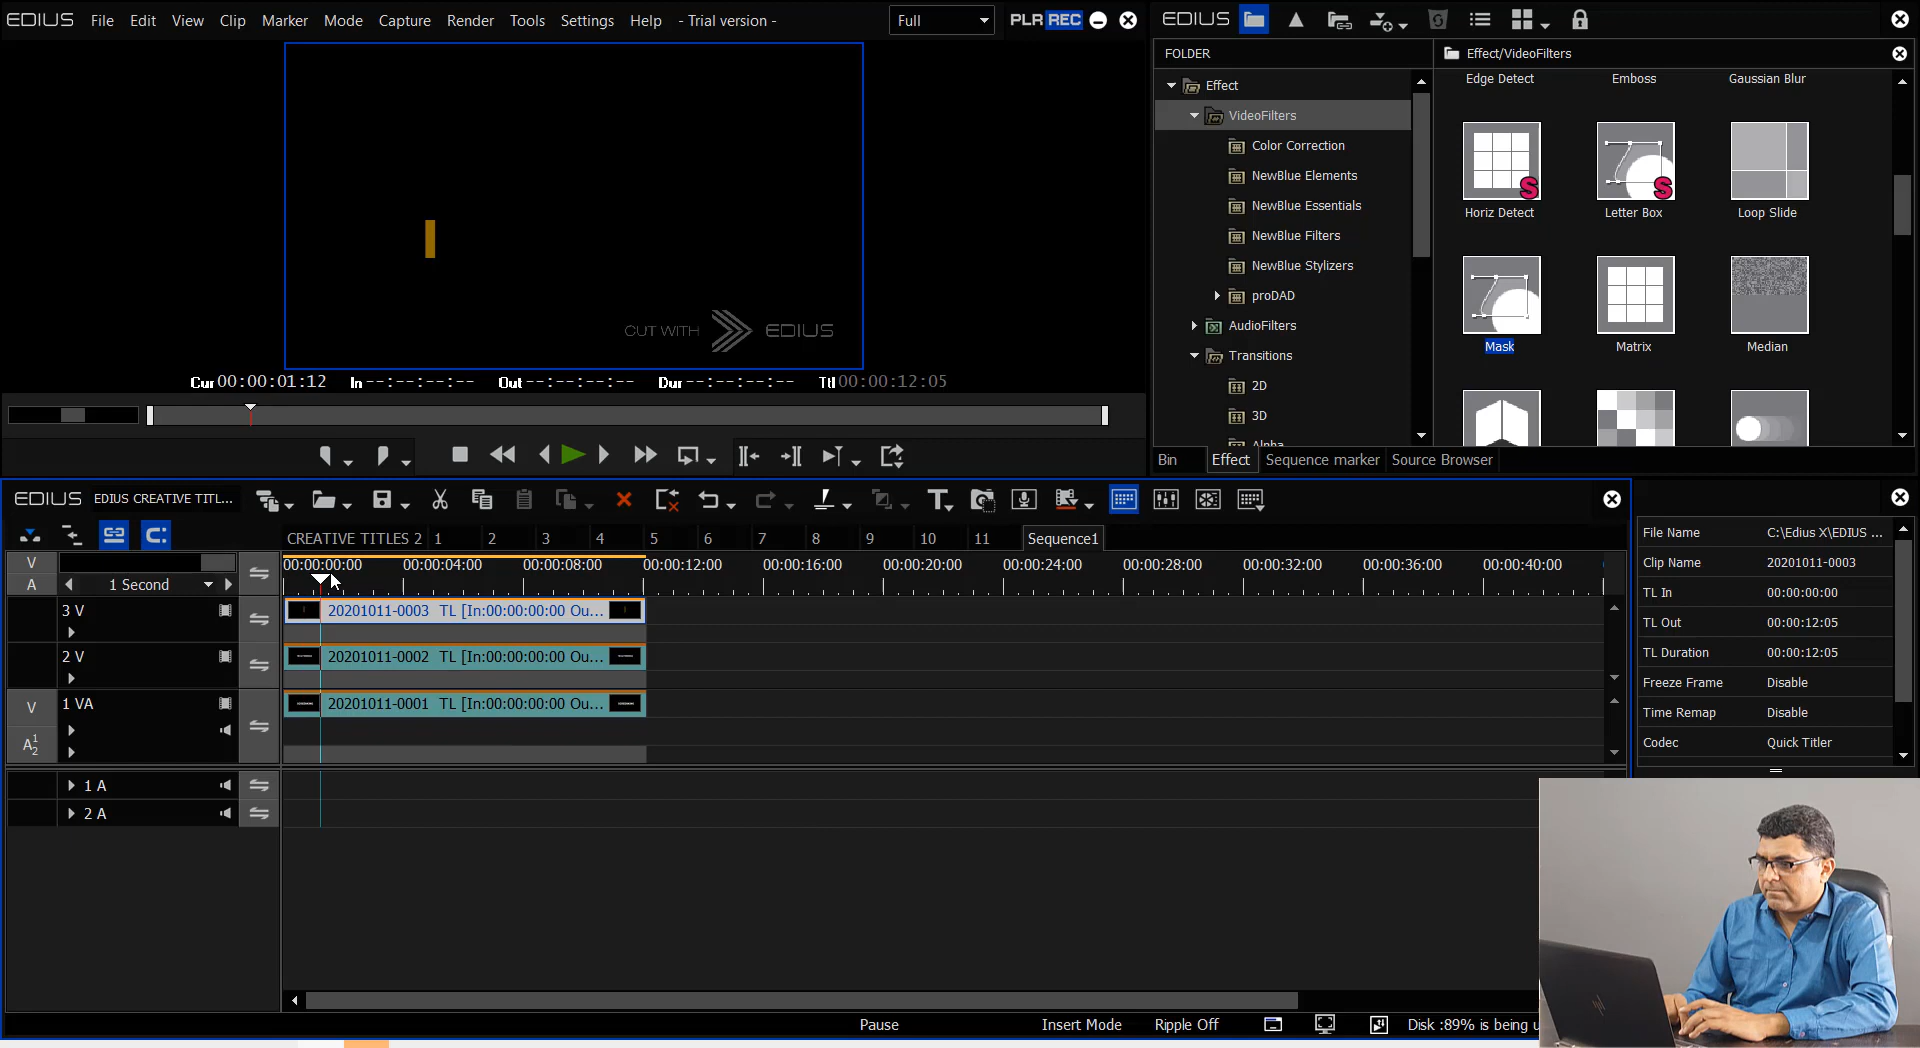 EDIUS File Edit View Clip Marker Mode Capture Render Tools Settings Help - Trial version - Full PLR REC
CUT WITH EDIUS
Cur 00:00:01:12 In --:--:--:-- Out --:--:--:-- Dur --:--:--:-- Ttl 00:00:12:05
EDIUS
FOLDER
Effect
VideoFilters
Color Correction
NewBlue Elements
NewBlue Essentials
NewBlue Filters
NewBlue Stylizers
proDAD
AudioFilters
Transitions
2D
3D
Alpha
Effect/VideoFilters
Edge Detect Emboss Gaussian Blur
S S
Horiz Detect Letter Box Loop Slide
Mask Matrix Median
Bin Effect Sequence marker Source Browser
EDIUS EDIUS CREATIVE TITL...
CREATIVE TITLES 2 1 2 3 4 5 6 7 8 9 10 11 Sequence1
V
A 1 Second
00:00:00:00 00:00:04:00 00:00:08:00 00:00:12:00 00:00:16:00 00:00:20:00 00:00:24:00 00:00:28:00 00:00:32:00 00:00:36:00 00:00:40:00
3 V 20201011-0003 TL [In:00:00:00:00 Ou...
2 V 20201011-0002 TL [In:00:00:00:00 Ou...
V 1 VA 20201011-0001 TL [In:00:00:00:00 Ou...
A 1 2
1 A
2 A
File Name C:\Edius X\EDIUS ...
Clip Name 20201011-0003
TL In 00:00:00:00
TL Out 00:00:12:05
TL Duration 00:00:12:05
Freeze Frame Disable
Time Remap Disable
Codec Quick Titler
Pause Insert Mode Ripple Off Disk :89% is being